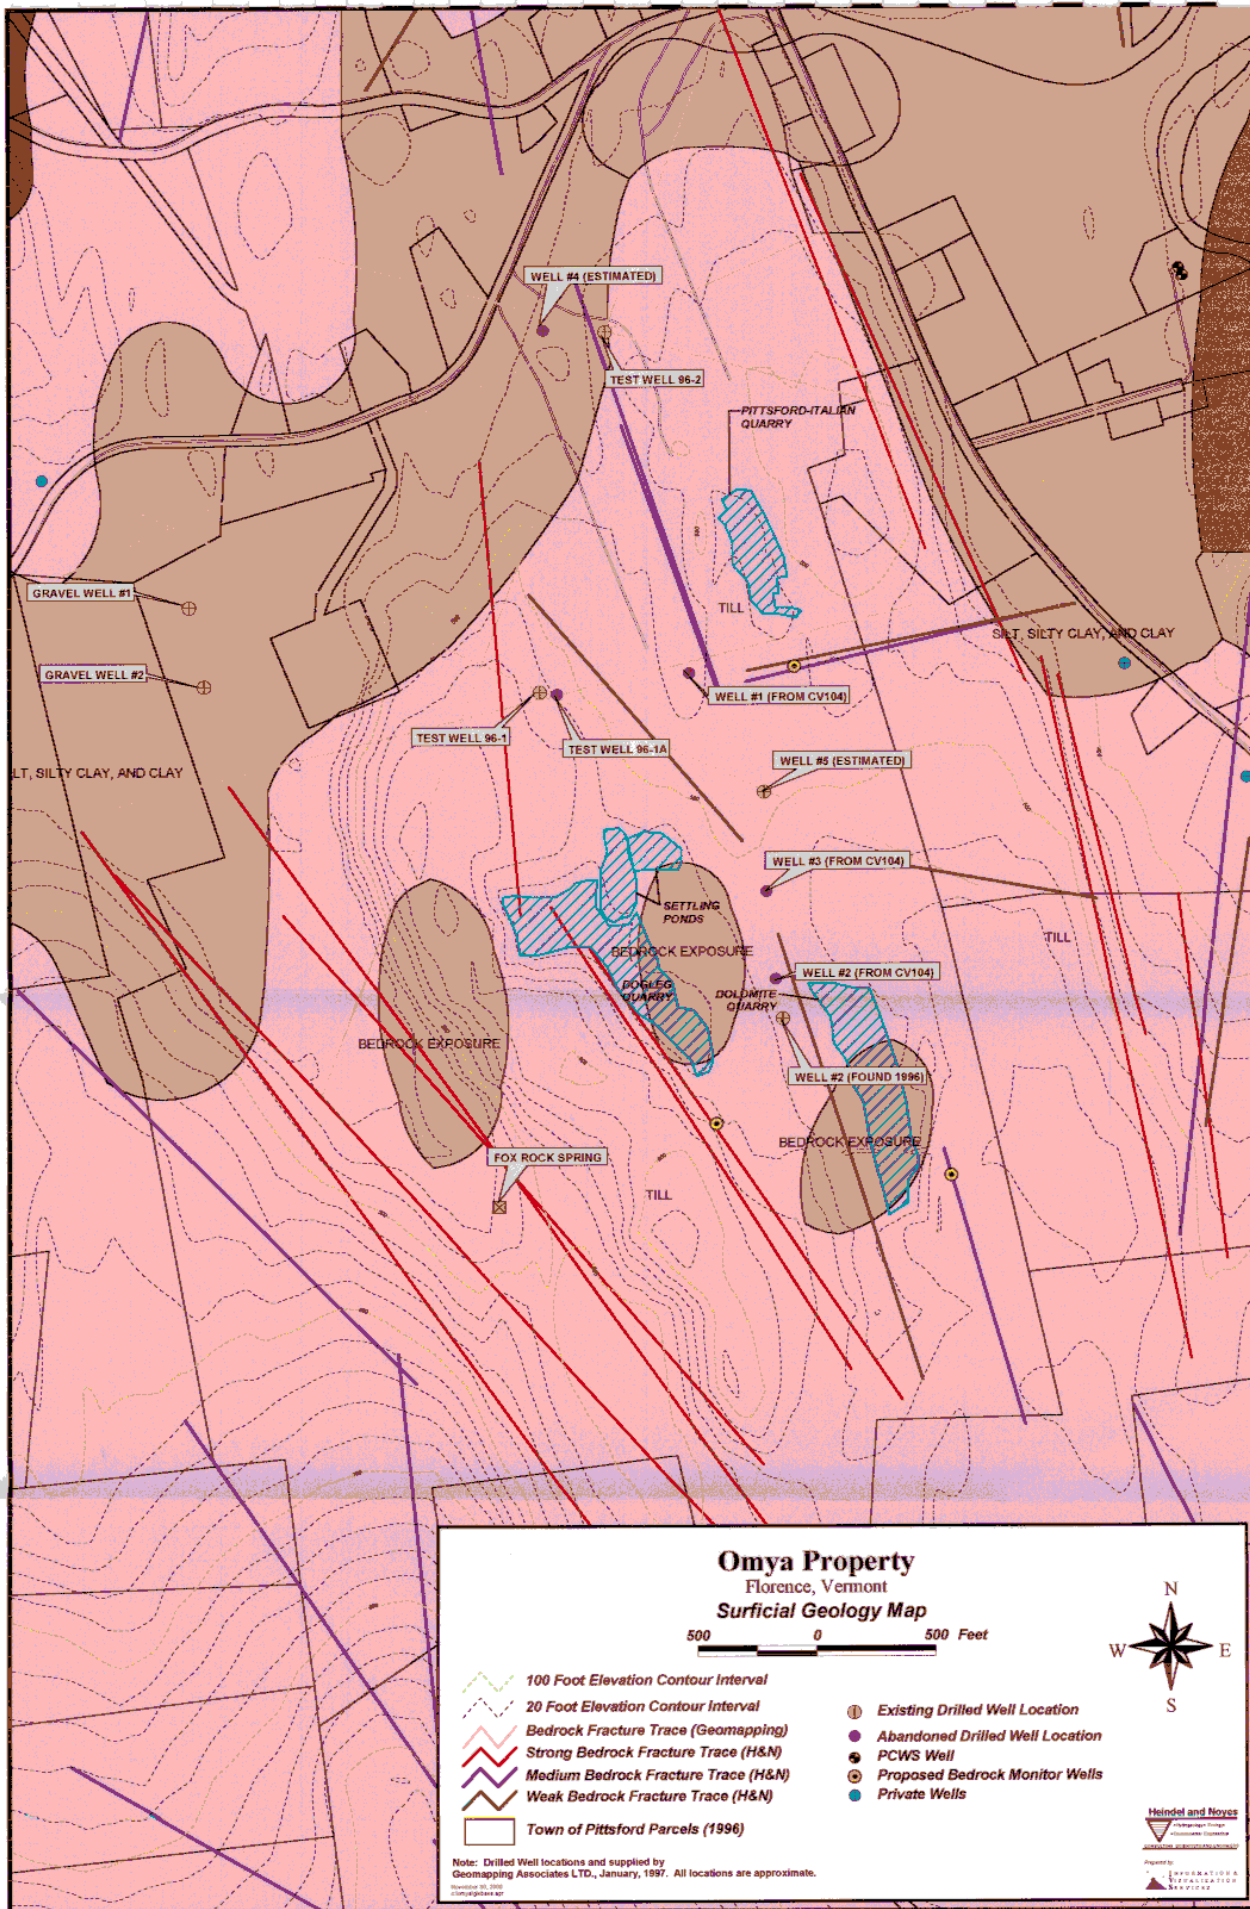 WELL #4 (ESTIMATED)
TEST WELL 96-2
PITTSFORD-ITALIAN
QUARRY
GRAVEL WELL #1
TILL
SILT, SILTY CLAY, AND CLAY
GRAVEL WELL #2
WELL #1 (FROM CV104)
TEST WELL 96-1
TEST WELL 96-1A
WELL #5 (ESTIMATED)
LT, SILTY CLAY, AND CLAY
WELL #3 (FROM CV104)
SETTLING
PONDS
TILL
BEDROCK EXPOSURE
WELL #2 (FROM CV104)
DOGLEG
QUARRY
DOLOMITE
QUARRY
BEDROCK EXPOSURE
WELL #2 (FOUND 1996)
BEDROCK EXPOSURE
FOX ROCK SPRING
TILL
Omya Property
Florence, Vermont
Surficial Geology Map
500 0 500 Feet
N
W E
S
100 Foot Elevation Contour Interval
20 Foot Elevation Contour Interval
Bedrock Fracture Trace (Geomapping)
Strong Bedrock Fracture Trace (H&N)
Medium Bedrock Fracture Trace (H&N)
Weak Bedrock Fracture Trace (H&N)
Town of Pittsford Parcels (1996)
Existing Drilled Well Location
Abandoned Drilled Well Location
PCWS Well
Proposed Bedrock Monitor Wells
Private Wells
Note: Drilled Well locations and supplied by
Geomapping Associates LTD., January, 1997. All locations are approximate.
Heindel and Noyes
Prepared by
INFORMATION
VISUALIZATION
SERVICES